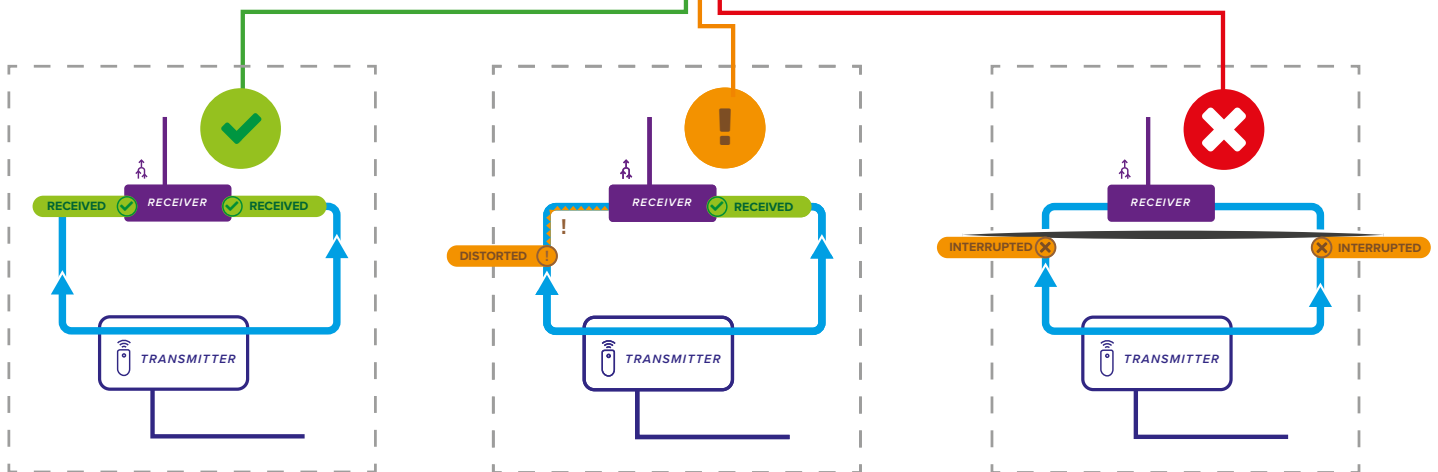 RECEIVED RECEIVER RECEIVED
TRANSMITTER
!
RECEIVER RECEIVED
!
DISTORTED !
TRANSMITTER
RECEIVER
INTERRUPTED INTERRUPTED
TRANSMITTER